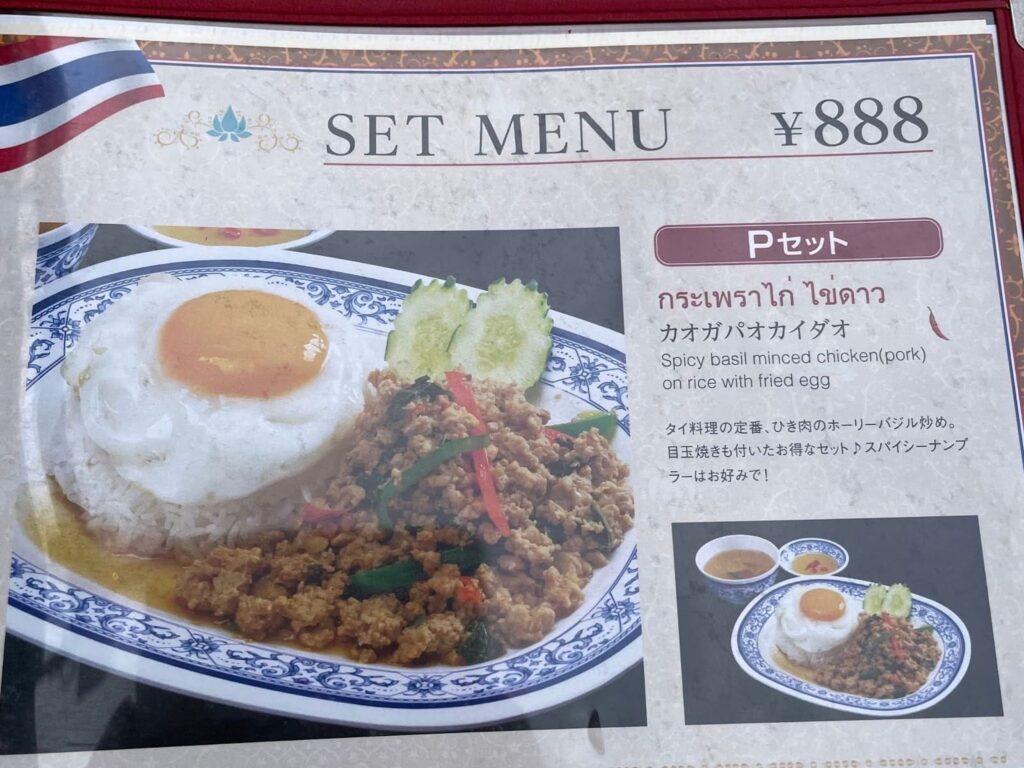 SET MENU ¥888
Pセット
กระเพราไก่ ไข่ดาว
カオガパオカイダオ
Spicy basil minced chicken(pork)
on rice with fried egg
タイ料理の定番、ひき肉のホーリーバジル炒め。
目玉焼きも付いたお得なセット♪スパイシーナンプ
ラーはお好みで!